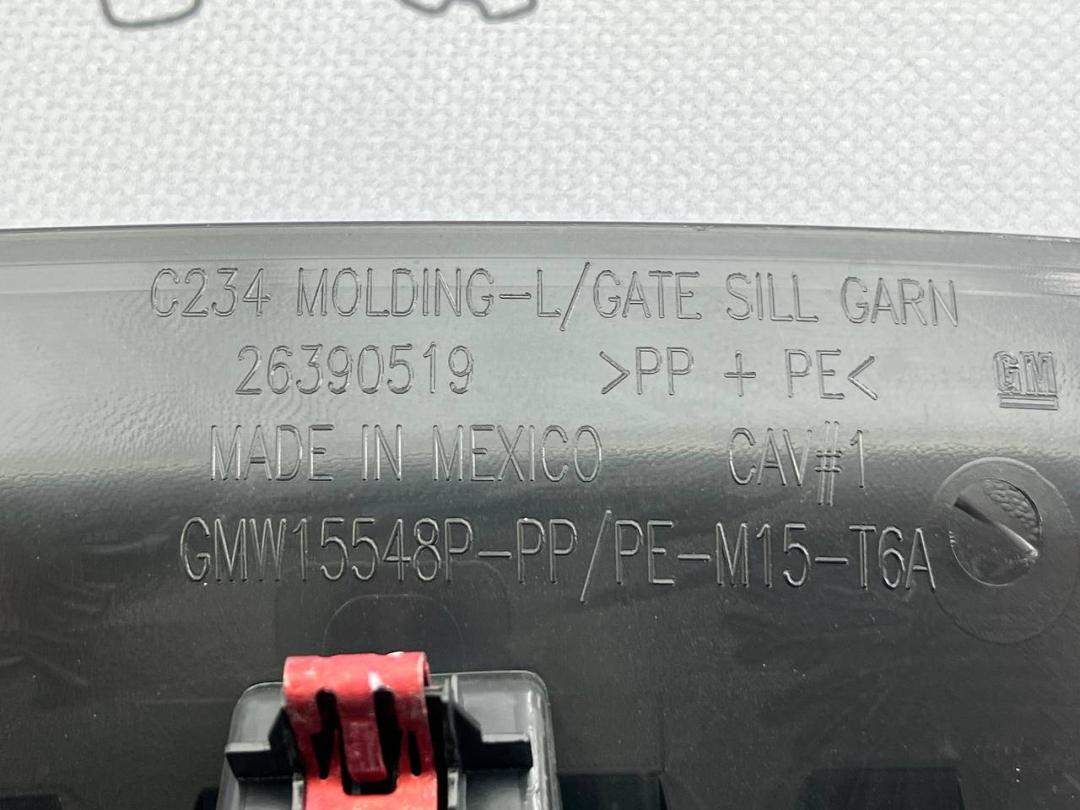 C234 MOLDING-L/GATE SILL GARN
26390519 >PP + PE< GM
MADE IN MEXICO CAV#1
GMW15548P-PP/PE-M15-T6A